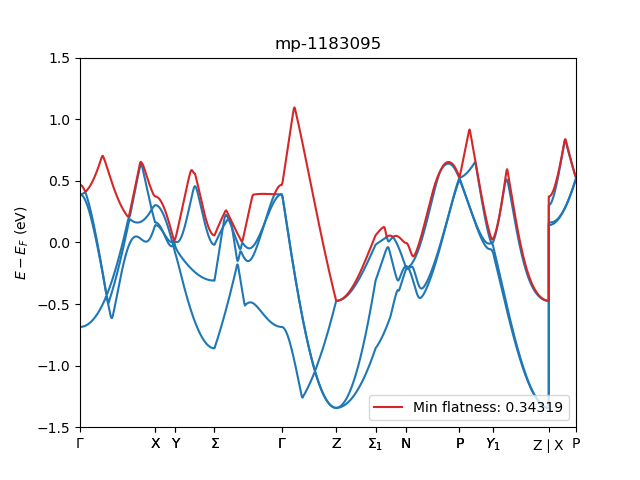 mp-1183095
E − E_F (eV)
1.5
1.0
0.5
0.0
−0.5
−1.0
−1.5
Min flatness: 0.34319
Γ X Y Σ Γ Z Σ₁ N P Y₁ Z | X P